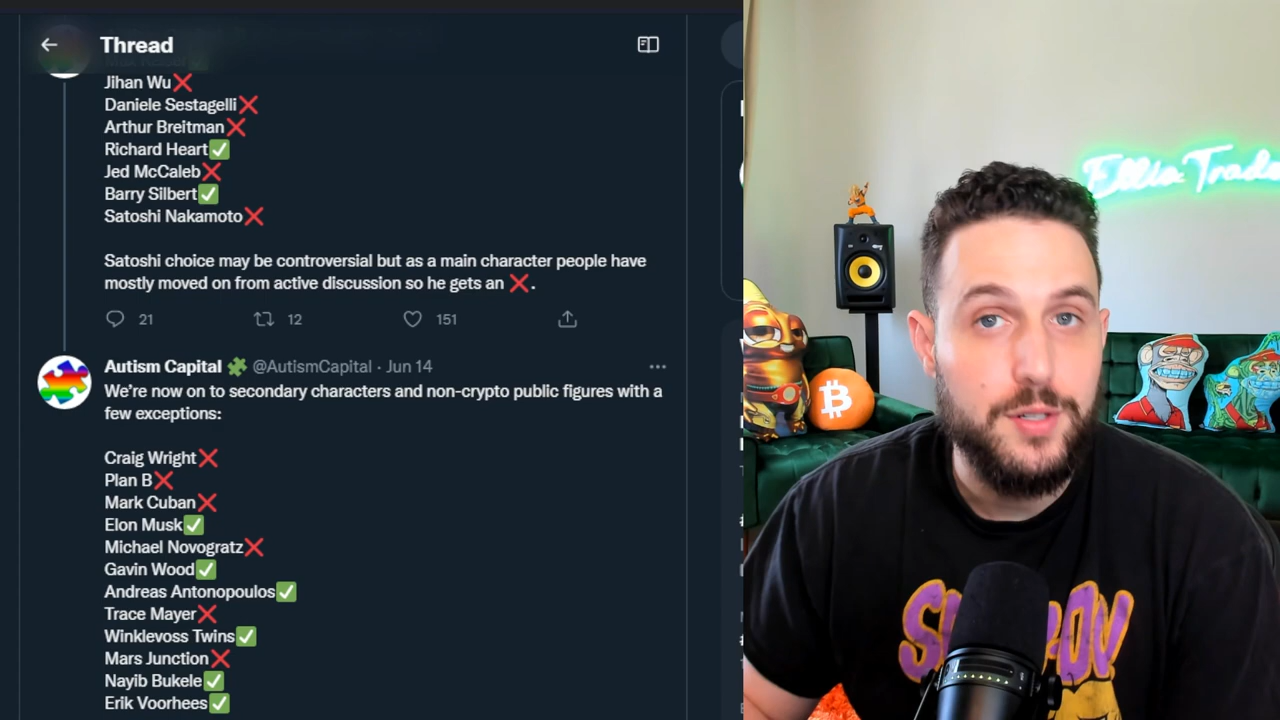 Thread
Jihan Wu❌
Daniele Sestagelli❌
Arthur Breitman❌
Richard Heart✅
Jed McCaleb❌
Barry Silbert✅
Satoshi Nakamoto❌
Satoshi choice may be controversial but as a main character people have
mostly moved on from active discussion so he gets an ❌.
21 12 151
Autism Capital 🧩 @AutismCapital · Jun 14
We're now on to secondary characters and non-crypto public figures with a
few exceptions:
Craig Wright❌
Plan B❌
Mark Cuban❌
Elon Musk✅
Michael Novogratz❌
Gavin Wood✅
Andreas Antonopoulos✅
Trace Mayer❌
Winklevoss Twins✅
Mars Junction❌
Nayib Bukele✅
Erik Voorhees✅
Ellio Trade